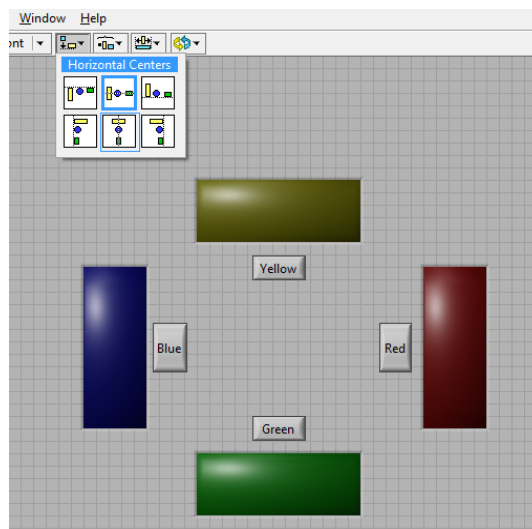 Window Help
ont
Horizontal Centers
Yellow
Blue
Red
Green